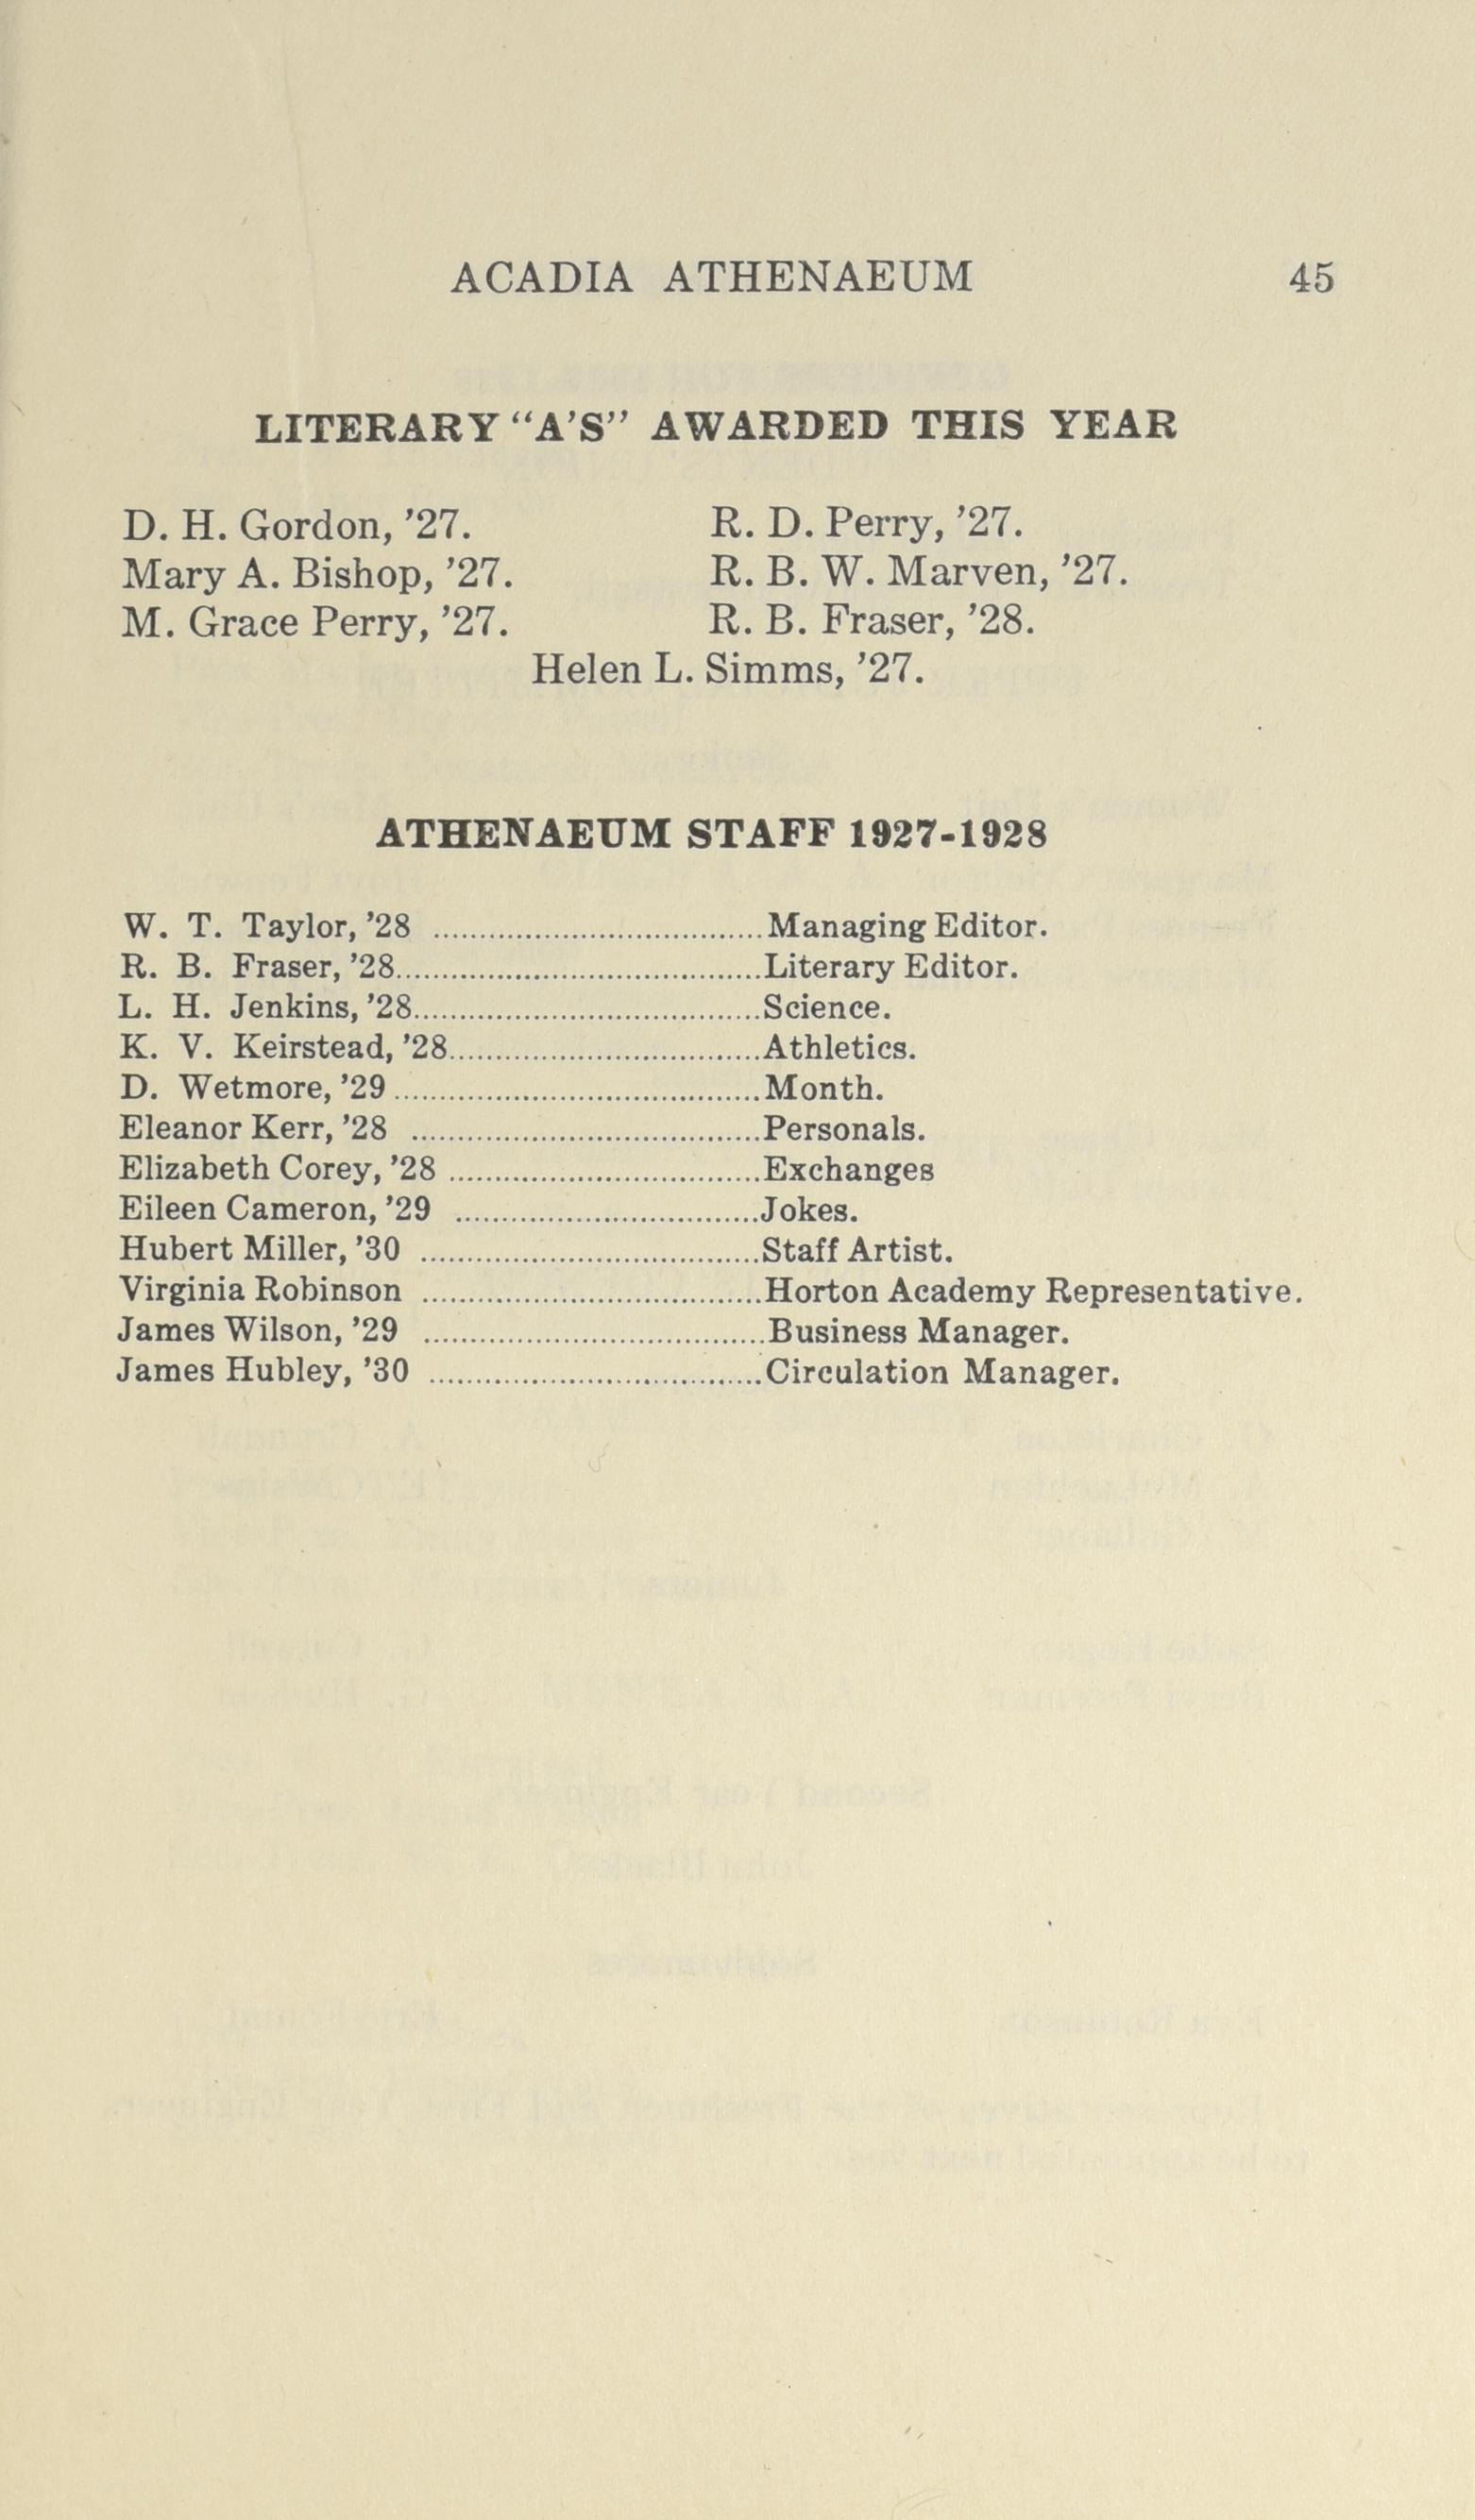 ACADIA ATHENAEUM 45
LITERARY "A'S" AWARDED THIS YEAR
D. H. Gordon, '27. R. D. Perry, '27.
Mary A. Bishop, '27. R. B. W. Marven, '27.
M. Grace Perry, '27. R. B. Fraser, '28.
Helen L. Simms, '27.
ATHENAEUM STAFF 1927-1928
W. T. Taylor, '28 ........................................Managing Editor.
R. B. Fraser, '28........................................Literary Editor.
L. H. Jenkins, '28........................................Science.
K. V. Keirstead, '28........................................Athletics.
D. Wetmore, '29........................................Month.
Eleanor Kerr, '28 ........................................Personals.
Elizabeth Corey, '28 ........................................Exchanges
Eileen Cameron, '29 ........................................Jokes.
Hubert Miller, '30 ........................................Staff Artist.
Virginia Robinson ........................................Horton Academy Representative.
James Wilson, '29 ........................................Business Manager.
James Hubley, '30 ........................................Circulation Manager.